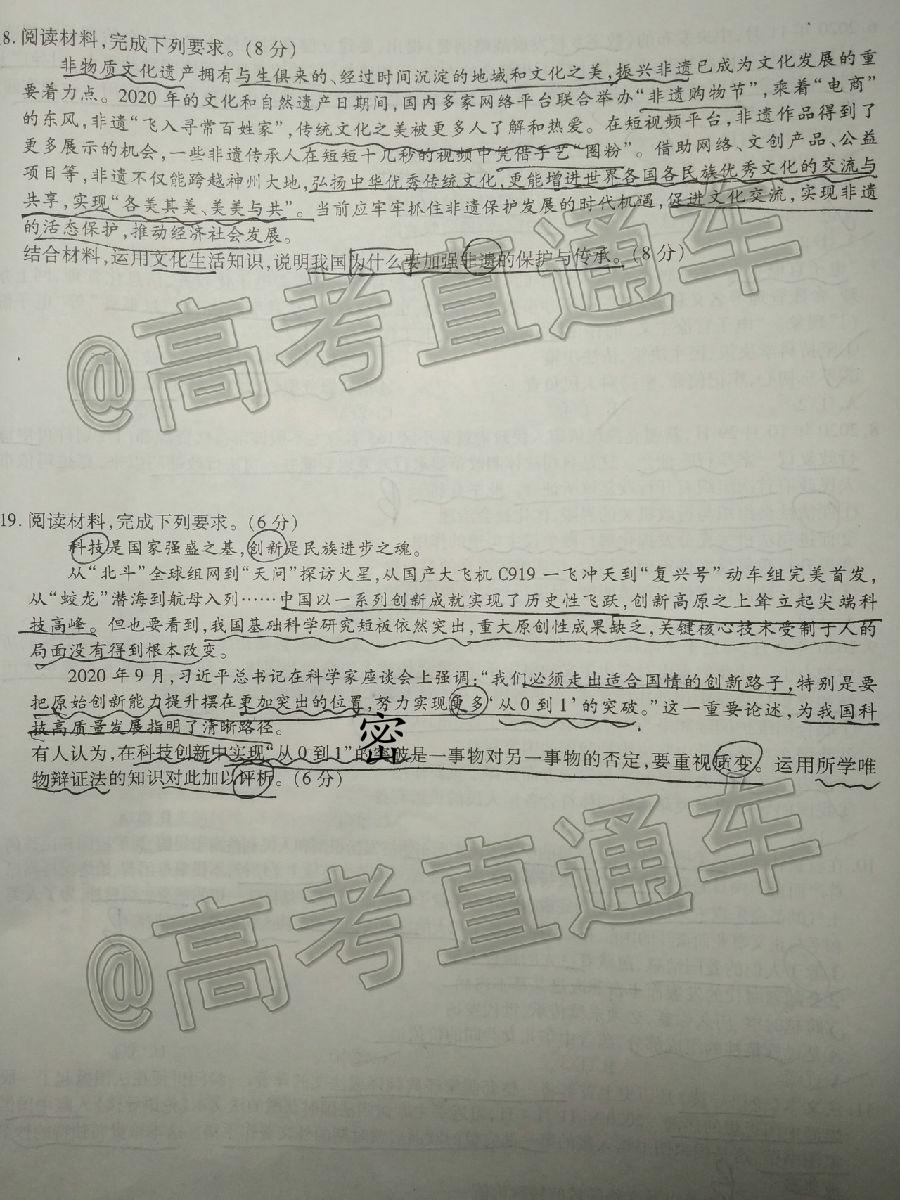 8. 阅读材料,完成下列要求。(8分)
非物质文化遗产拥有与生俱来的、经过时间沉淀的地域和文化之美,振兴非遗已成为文化发展的重
要着力点。2020年的文化和自然遗产日期间,国内多家网络平台联合举办“非遗购物节”,乘着“电商”
的东风,非遗“飞入寻常百姓家”,传统文化之美被更多人了解和热爱。在短视频平台,非遗作品得到了
更多展示的机会,一些非遗传承人在短短十几秒的视频中凭借手艺“圈粉”。借助网络、文创产品、公益
项目等,非遗不仅能跨越神州大地,弘扬中华优秀传统文化,更能增进世界各国各民族优秀文化的交流与
共享,实现“各美其美、美美与共”。当前应牢牢抓住非遗保护发展的时代机遇,促进文化交流,实现非遗
的活态保护,推动经济社会发展。
结合材料,运用文化生活知识,说明我国为什么要加强非遗的保护与传承。(8分)
@高考直通车
19. 阅读材料,完成下列要求。(6分)
科技是国家强盛之基,创新是民族进步之魂。
从“北斗”全球组网到“天问”探访火星,从国产大飞机C919一飞冲天到“复兴号”动车组完美首发,
从“蛟龙”潜海到航母入列……中国以一系列创新成就实现了历史性飞跃,创新高原之上耸立起尖端科
技高峰。但也要看到,我国基础科学研究短板依然突出,重大原创性成果缺乏,关键核心技术受制于人的
局面没有得到根本改变。
2020年9月,习近平总书记在科学家座谈会上强调:“我们必须走出适合国情的创新路子,特别是要
把原始创新能力提升摆在更加突出的位置,努力实现更多‘从0到1’的突破。”这一重要论述,为我国科
技高质量发展指明了清晰路径。
密
有人认为,在科技创新中实现“从0到1”的突破是一事物对另一事物的否定,要重视质变。运用所学唯
物辩证法的知识对此加以评析。(6分)
@高考直通车